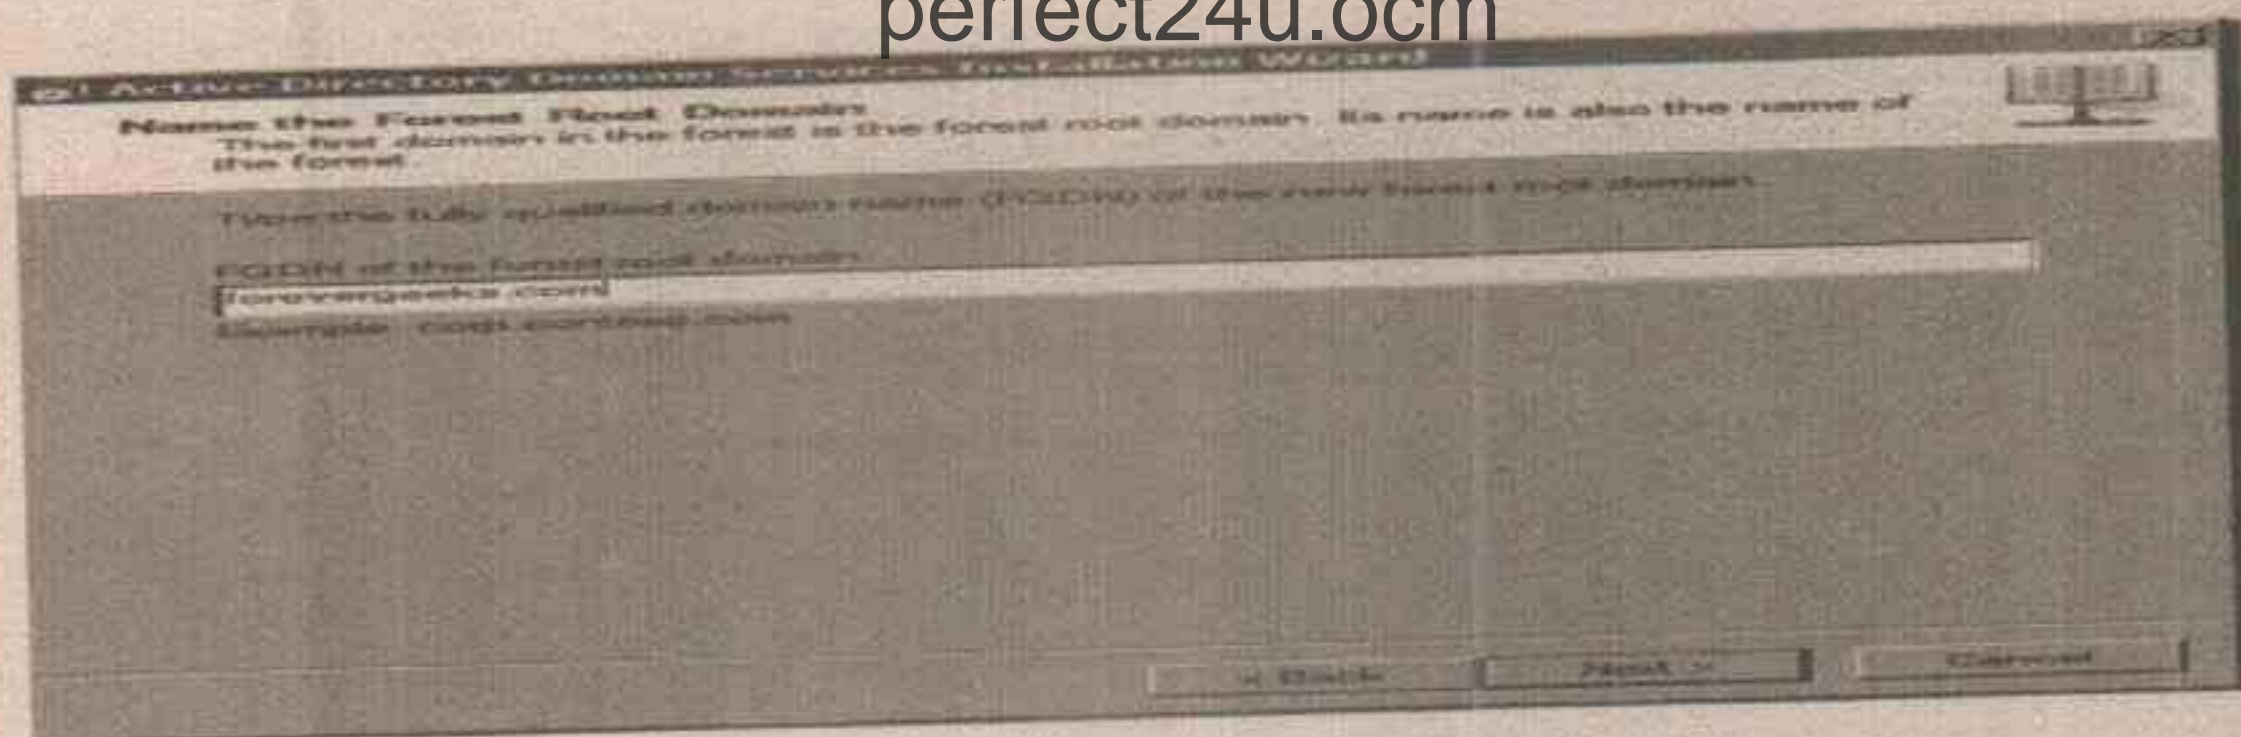 perfect24u.ocm
Active Directory Domain Services Installation Wizard
Name the Forest Root Domain
The first domain in the forest is the forest root domain. Its name is also the name of
the forest.
Type the fully qualified domain name (FQDN) of the new forest root domain.
FQDN of the forest root domain:
forevergeeks.com
Example: corp.contoso.com
< Back
Next >
Cancel